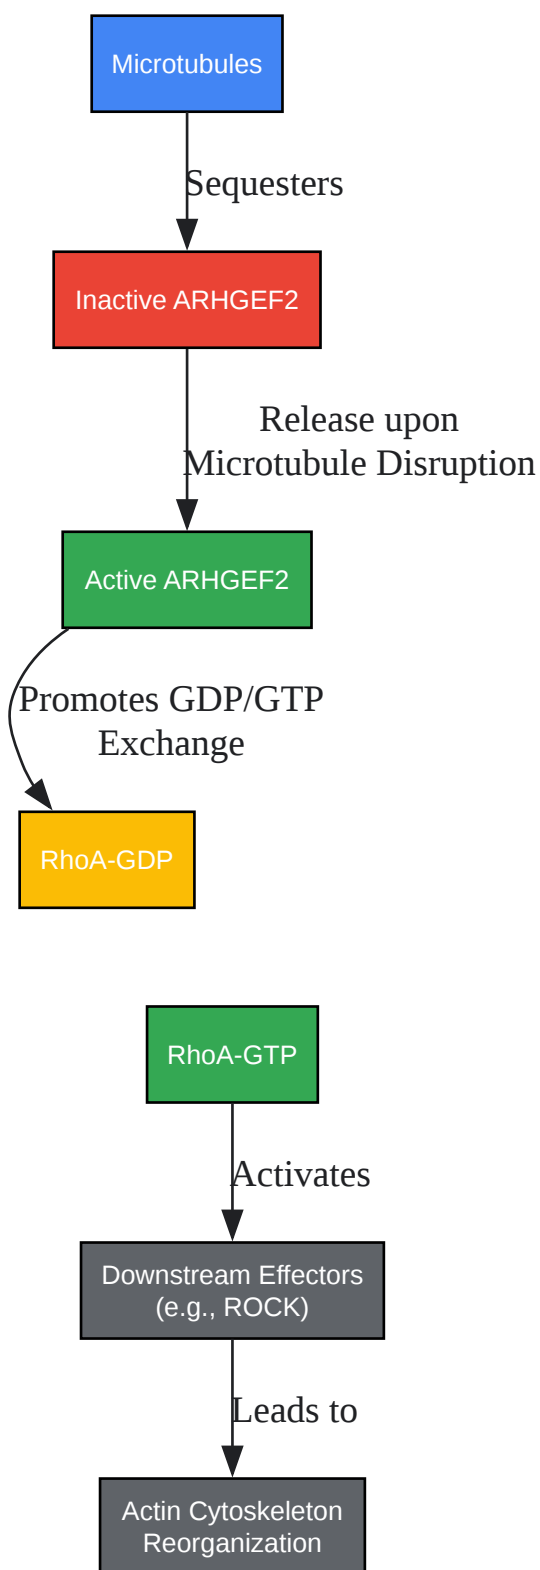 Microtubules
Sequesters
Inactive ARHGEF2
Release upon
Microtubule Disruption
Active ARHGEF2
Promotes GDP/GTP
Exchange
RhoA-GDP
RhoA-GTP
Activates
Downstream Effectors
(e.g., ROCK)
Leads to
Actin Cytoskeleton
Reorganization